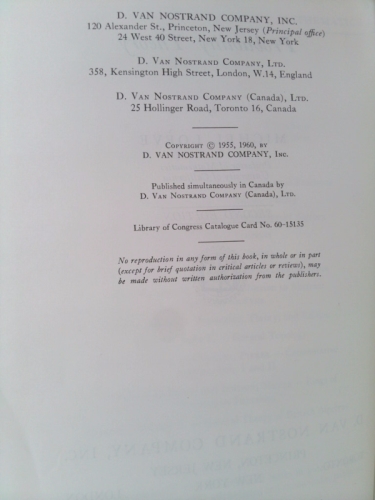 D. VAN NOSTRAND COMPANY, INC.
120 Alexander St., Princeton, New Jersey (Principal office)
24 West 40 Street, New York 18, New York
D. VAN NOSTRAND COMPANY, LTD.
358, Kensington High Street, London, W.14, England
D. VAN NOSTRAND COMPANY (Canada), LTD.
25 Hollinger Road, Toronto 16, Canada
COPYRIGHT © 1955, 1960, BY
D. VAN NOSTRAND COMPANY, INC.
Published simultaneously in Canada by
D. VAN NOSTRAND COMPANY (Canada), LTD.
Library of Congress Catalogue Card No. 60-15135
No reproduction in any form of this book, in whole or in part
(except for brief quotation in critical articles or reviews), may
be made without written authorization from the publishers.